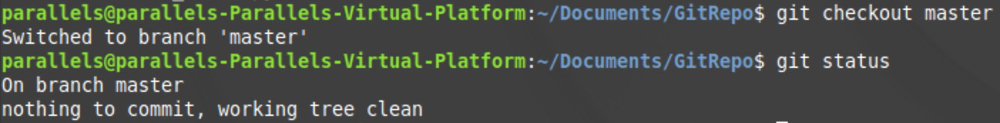 parallels@parallels-Parallels-Virtual-Platform:~/Documents/GitRepo$ git checkout master
Switched to branch 'master'
parallels@parallels-Parallels-Virtual-Platform:~/Documents/GitRepo$ git status
On branch master
nothing to commit, working tree clean